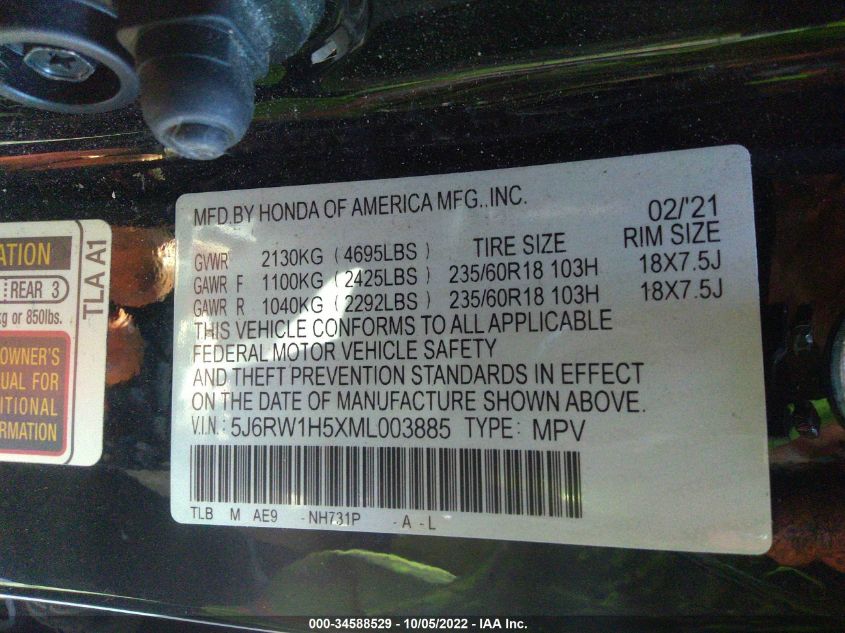 MFD.BY HONDA OF AMERICA MFG.,INC. 02/'21
GVWR 2130KG (4695LBS) TIRE SIZE RIM SIZE
GAWR F 1100KG (2425LBS) 235/60R18 103H 18X7.5J
GAWR R 1040KG (2292LBS) 235/60R18 103H 18X7.5J
THIS VEHICLE CONFORMS TO ALL APPLICABLE
FEDERAL MOTOR VEHICLE SAFETY
AND THEFT PREVENTION STANDARDS IN EFFECT
ON THE DATE OF MANUFACTURE SHOWN ABOVE.
V.I.N.: 5J6RW1H5XML003885 TYPE: MPV
TLB M AE9 -NH731P -A-L
ATION
REAR 3
kg or 850lbs.
OWNER'S
UAL FOR
ITIONAL
RMATION
TLA A1
000-34588529 - 10/05/2022 - IAA Inc.